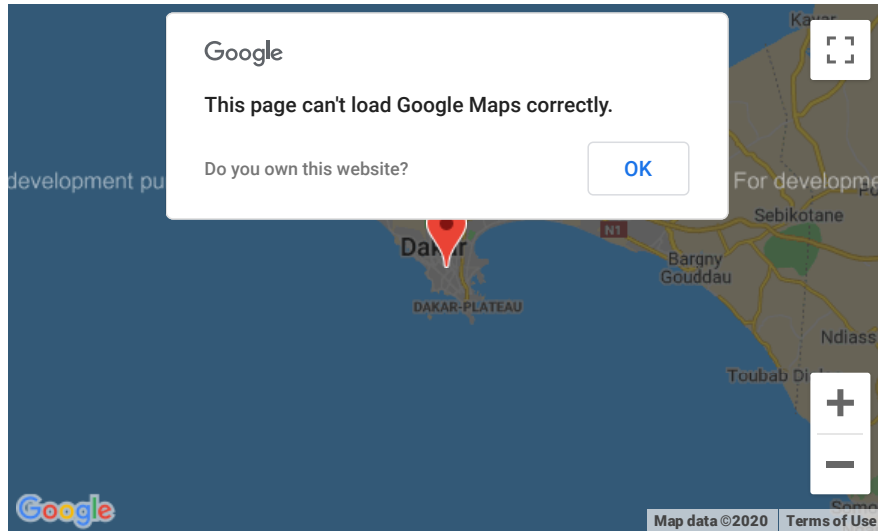 Kayar
Google
This page can't load Google Maps correctly.
Do you own this website?
OK
development pu
For developme
Sebikotane
N1
Dakar
Bargny
Gouddau
DAKAR-PLATEAU
Ndiass
Toubab Di
Somo
Google
Map data ©2020
Terms of Use